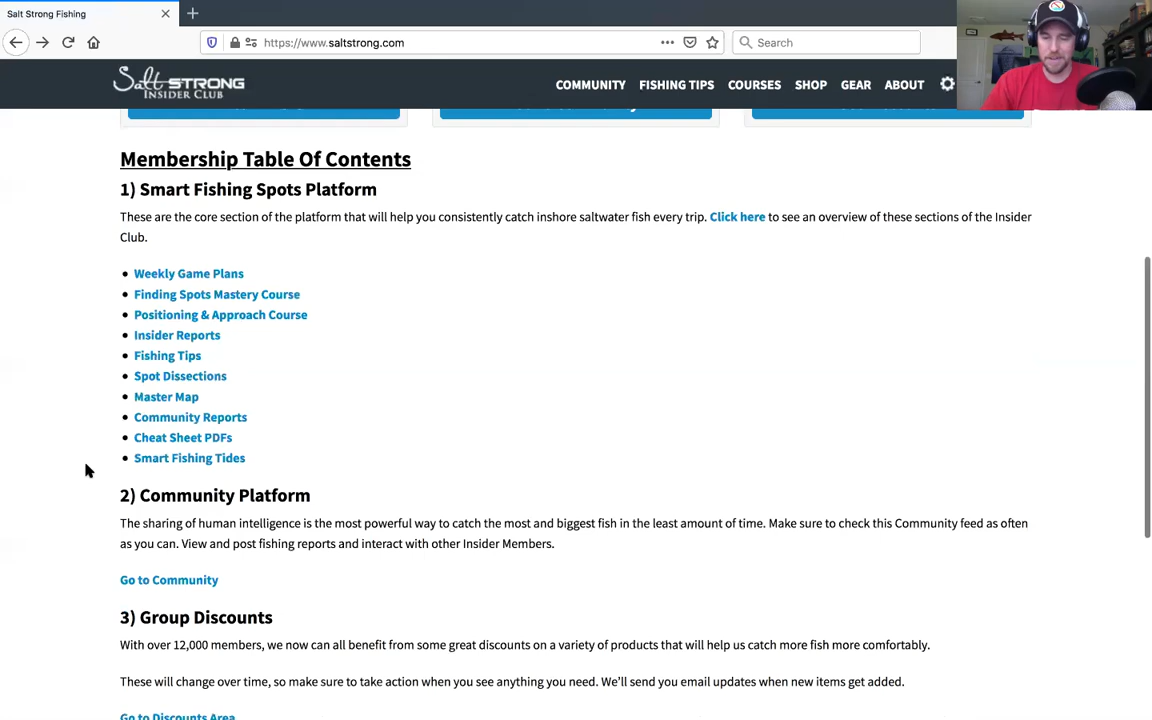 Salt Strong Fishing
https://www.saltstrong.com
Search
Salt STRONG
INSIDER CLUB
COMMUNITY FISHING TIPS COURSES SHOP GEAR ABOUT
Membership Table Of Contents
1) Smart Fishing Spots Platform
These are the core section of the platform that will help you consistently catch inshore saltwater fish every trip. Click here to see an overview of these sections of the Insider
Club.
Weekly Game Plans
Finding Spots Mastery Course
Positioning & Approach Course
Insider Reports
Fishing Tips
Spot Dissections
Master Map
Community Reports
Cheat Sheet PDFs
Smart Fishing Tides
2) Community Platform
The sharing of human intelligence is the most powerful way to catch the most and biggest fish in the least amount of time. Make sure to check this Community feed as often
as you can. View and post fishing reports and interact with other Insider Members.
Go to Community
3) Group Discounts
With over 12,000 members, we now can all benefit from some great discounts on a variety of products that will help us catch more fish more comfortably.
These will change over time, so make sure to take action when you see anything you need. We'll send you email updates when new items get added.
Go to Discounts Area